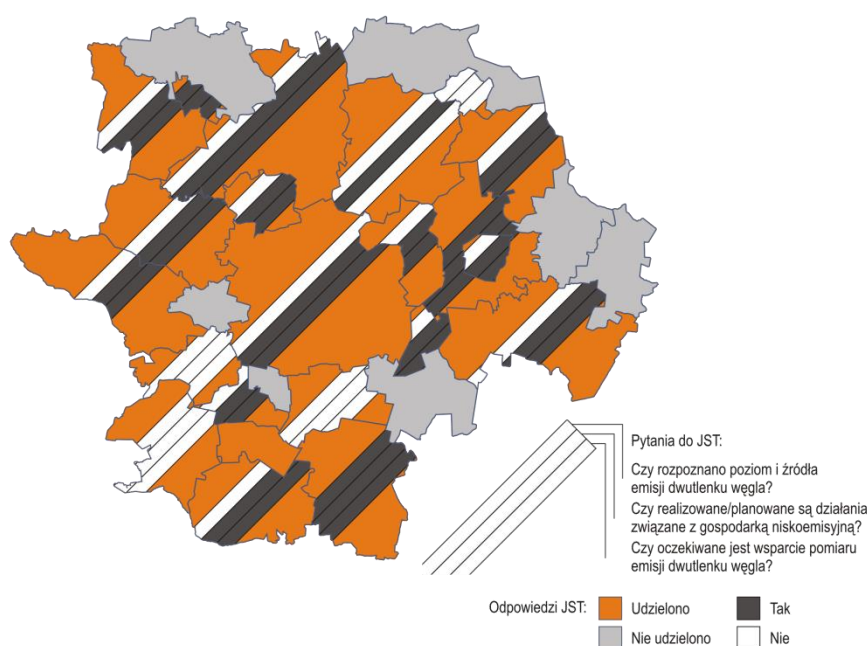 Pytania do JST:
Czy rozpoznano poziom i źródła
emisji dwutlenku węgla?
Czy realizowane/planowane są działania
związane z gospodarką niskoemisyjną?
Czy oczekiwane jest wsparcie pomiaru
emisji dwutlenku węgla?
Odpowiedzi JST: Udzielono Tak
Nie udzielono Nie